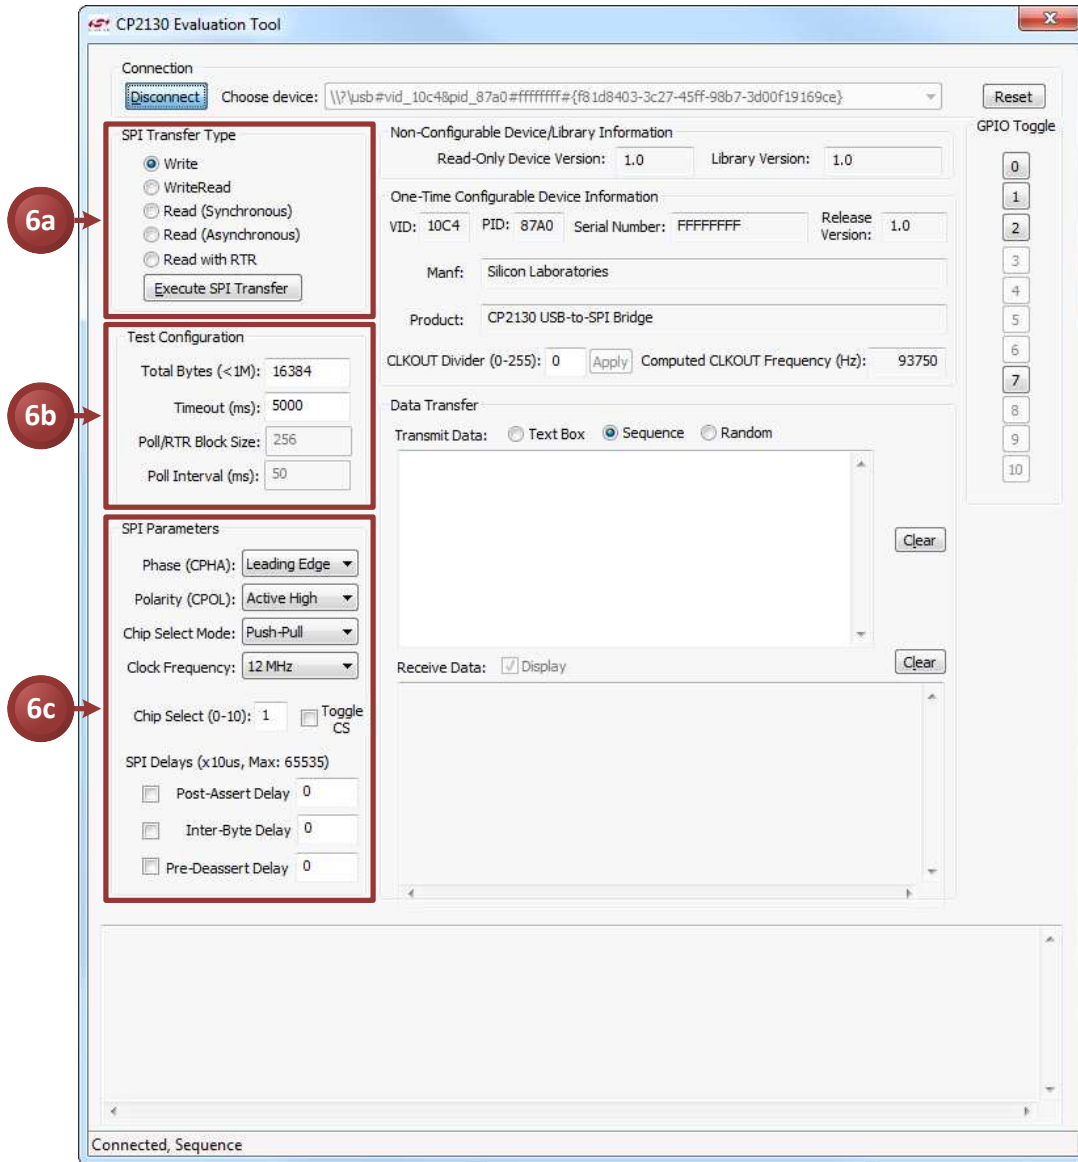 CP2130 Evaluation Tool
x
Connection
Disconnect Choose device: \\?\usb#vid_10c4&pid_87a0#ffffffff#{f81d8403-3c27-45ff-98b7-3d00f19169ce} Reset
6a
SPI Transfer Type
Write
WriteRead
Read (Synchronous)
Read (Asynchronous)
Read with RTR
Execute SPI Transfer
6b
Test Configuration
Total Bytes (<1M): 16384
Timeout (ms): 5000
Poll/RTR Block Size: 256
Poll Interval (ms): 50
6c
SPI Parameters
Phase (CPHA): Leading Edge
Polarity (CPOL): Active High
Chip Select Mode: Push-Pull
Clock Frequency: 12 MHz
Chip Select (0-10): 1 Toggle
CS
SPI Delays (x10us, Max: 65535)
Post-Assert Delay 0
Inter-Byte Delay 0
Pre-Deassert Delay 0
Non-Configurable Device/Library Information
Read-Only Device Version: 1.0 Library Version: 1.0
One-Time Configurable Device Information
VID: 10C4 PID: 87A0 Serial Number: FFFFFFFF Release
Version: 1.0
Manf: Silicon Laboratories
Product: CP2130 USB-to-SPI Bridge
CLKOUT Divider (0-255): 0 Apply Computed CLKOUT Frequency (Hz): 93750
Data Transfer
Transmit Data: Text Box Sequence Random
Clear
Receive Data: Display Clear
GPIO Toggle
0
1
2
3
4
5
6
7
8
9
10
Connected, Sequence